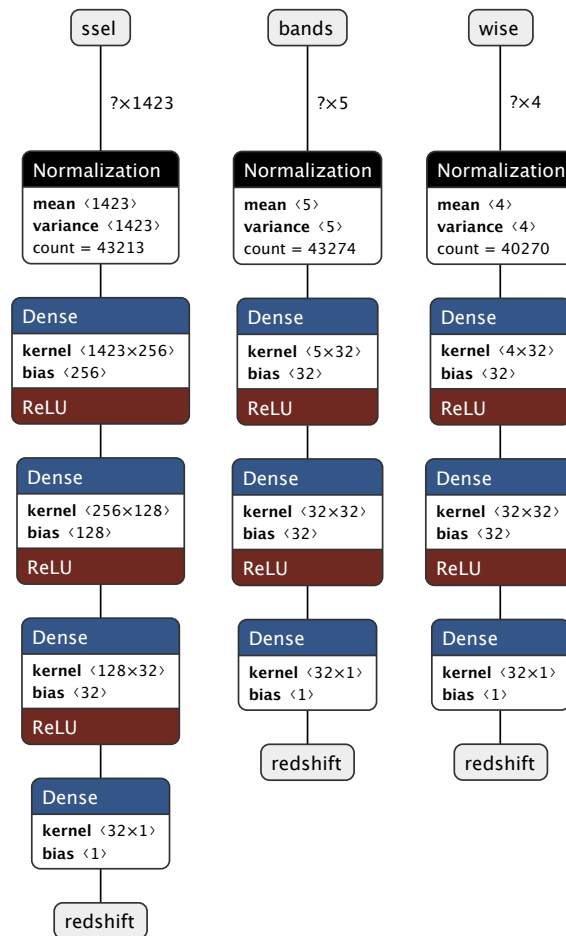 ssel
?×1423
Normalization
mean ⟨1423⟩
variance ⟨1423⟩
count = 43213
Dense
kernel ⟨1423×256⟩
bias ⟨256⟩
ReLU
Dense
kernel ⟨256×128⟩
bias ⟨128⟩
ReLU
Dense
kernel ⟨128×32⟩
bias ⟨32⟩
ReLU
Dense
kernel ⟨32×1⟩
bias ⟨1⟩
redshift
bands
?×5
Normalization
mean ⟨5⟩
variance ⟨5⟩
count = 43274
Dense
kernel ⟨5×32⟩
bias ⟨32⟩
ReLU
Dense
kernel ⟨32×32⟩
bias ⟨32⟩
ReLU
Dense
kernel ⟨32×1⟩
bias ⟨1⟩
redshift
wise
?×4
Normalization
mean ⟨4⟩
variance ⟨4⟩
count = 40270
Dense
kernel ⟨4×32⟩
bias ⟨32⟩
ReLU
Dense
kernel ⟨32×32⟩
bias ⟨32⟩
ReLU
Dense
kernel ⟨32×1⟩
bias ⟨1⟩
redshift